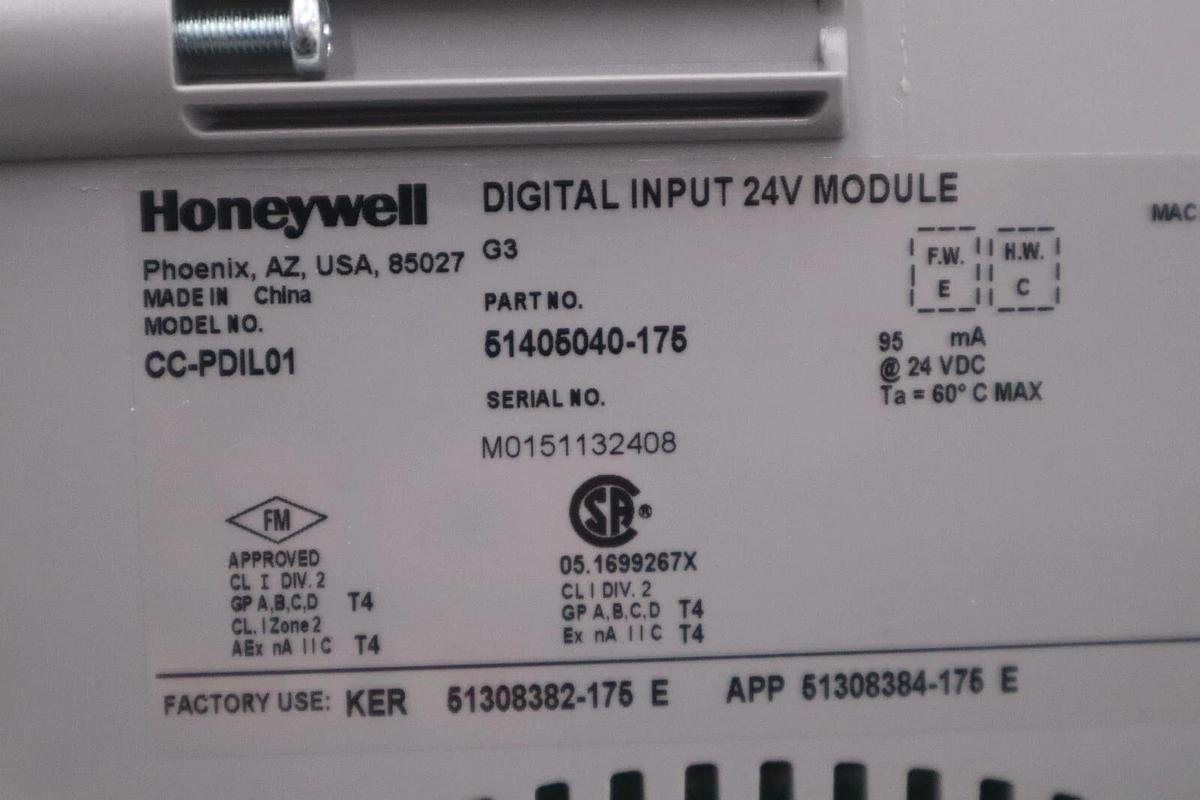 Honeywell
DIGITAL INPUT 24V MODULE
MAC
Phoenix, AZ, USA, 85027
G3
F.W.
E
H.W.
C
MADE IN China
MODEL NO.
CC-PDIL01
PART NO.
51405040-175
95 mA
@ 24 VDC
Ta = 60° C MAX
SERIAL NO.
M0151132408
FM
APPROVED
CL I DIV. 2
GP A,B,C,D T4
CL. I Zone 2
AEx nA IIC T4
SA®
05.1699267X
CL I DIV. 2
GP A,B,C,D T4
Ex nA IIC T4
FACTORY USE: KER 51308382-175 E APP 51308384-175 E